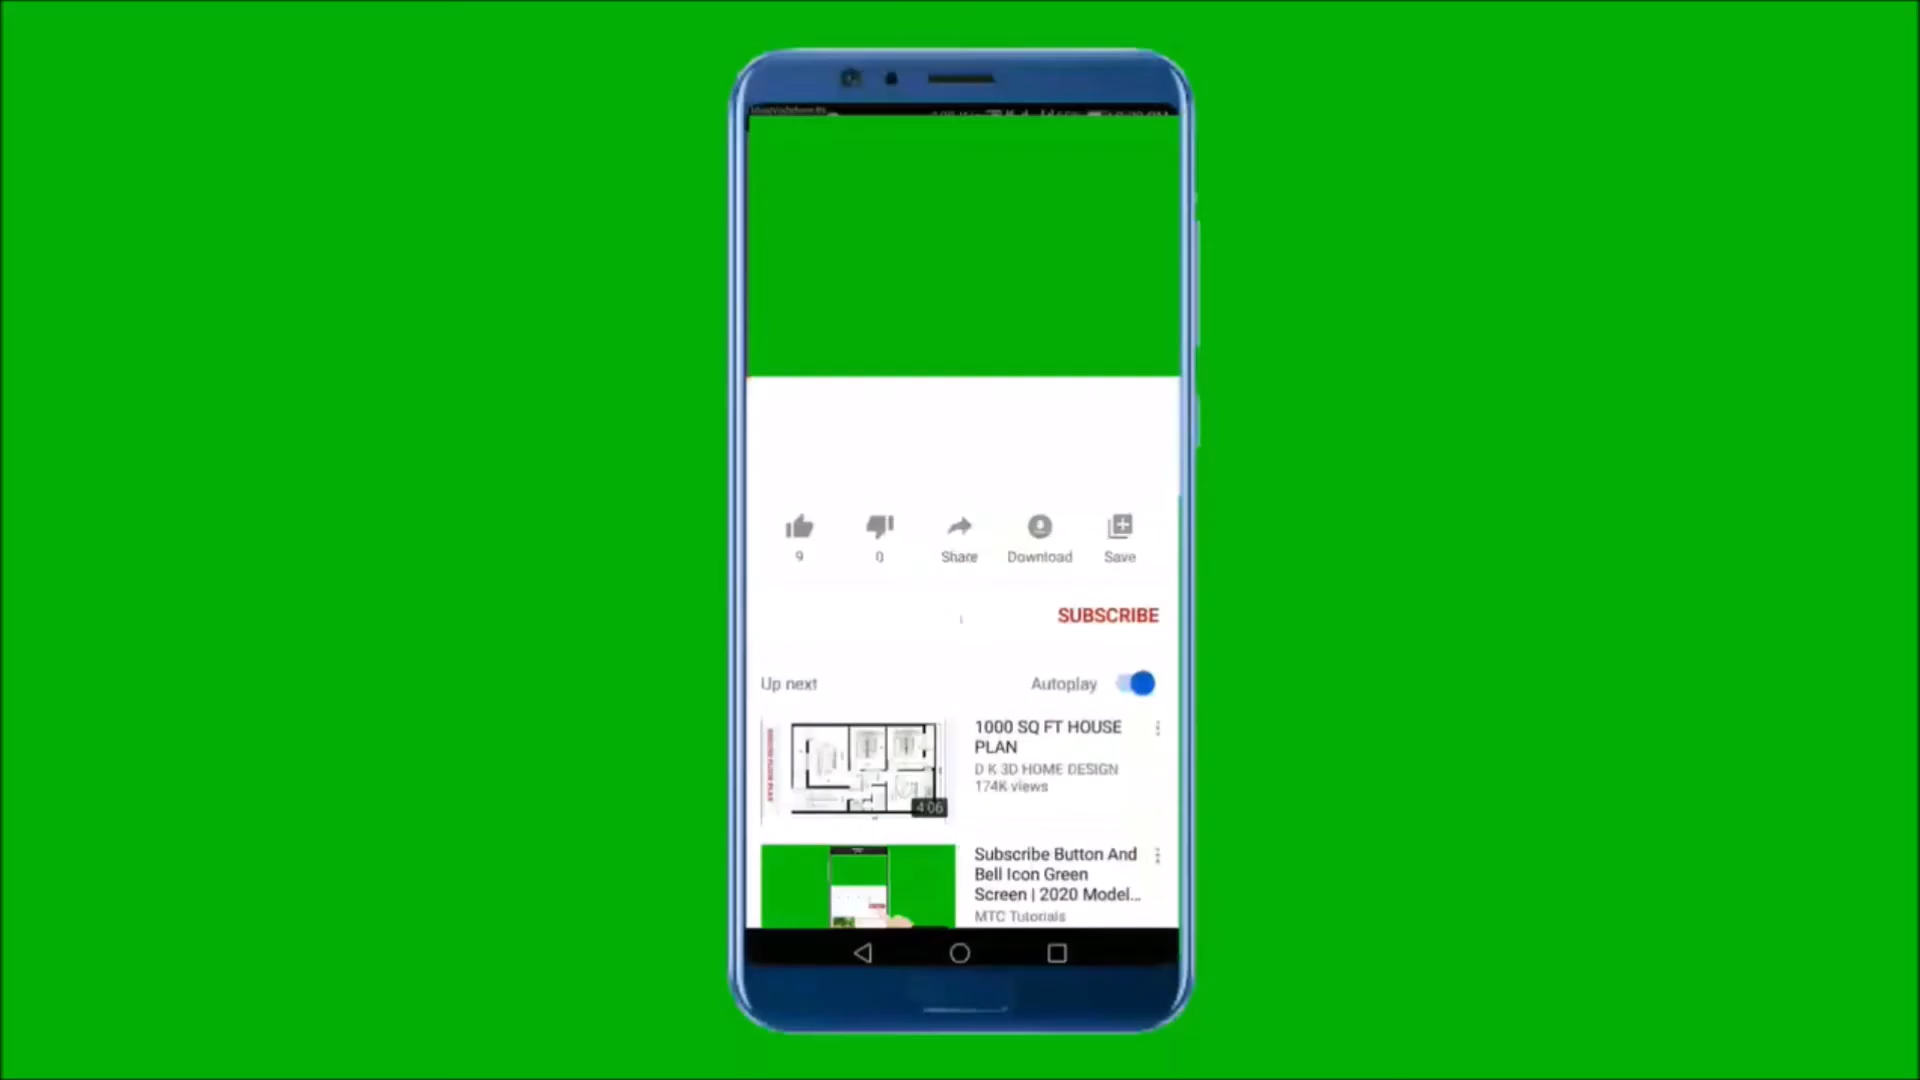 9
0
Share
Download
Save
SUBSCRIBE
Up next
Autoplay
1000 SQ FT HOUSE
PLAN
D K 3D HOME DESIGN
174K views
4:06
Subscribe Button And
Bell Icon Green
Screen | 2020 Model...
MTC Tutorials